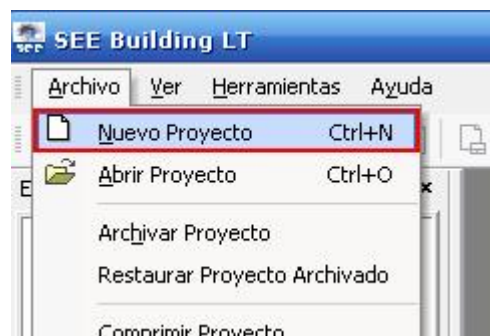 SEE Building LT
Archivo Ver Herramientas Ayuda
Nuevo Proyecto Ctrl+N
Abrir Proyecto Ctrl+O
Archivar Proyecto
Restaurar Proyecto Archivado
Comprimir Proyecto